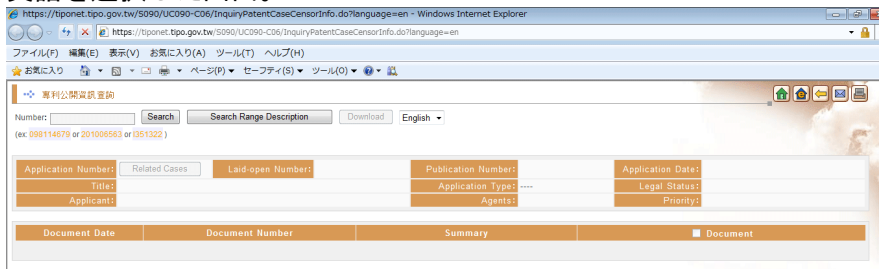 https://tiponet.tipo.gov.tw/S090/UC090-C06/InquiryPatentCaseCensorInfo.do?language=en - Windows Internet Explorer
https://tiponet.tipo.gov.tw/S090/UC090-C06/InquiryPatentCaseCensorInfo.do?language=en
ファイル(F) 編集(E) 表示(V) お気に入り(A) ツール(T) ヘルプ(H)
お気に入り ページ(P) セーフティ(S) ツール(O)
專利公開資訊查詢
Number: Search Search Range Description Download English
(ex: 098114679 or 201006563 or I351322 )
Application Number: Related Cases Laid-open Number: Publication Number: Application Date:
Title: Application Type: ---- Legal Status:
Applicant: Agents: Priority:
Document Date Document Number Summary Document